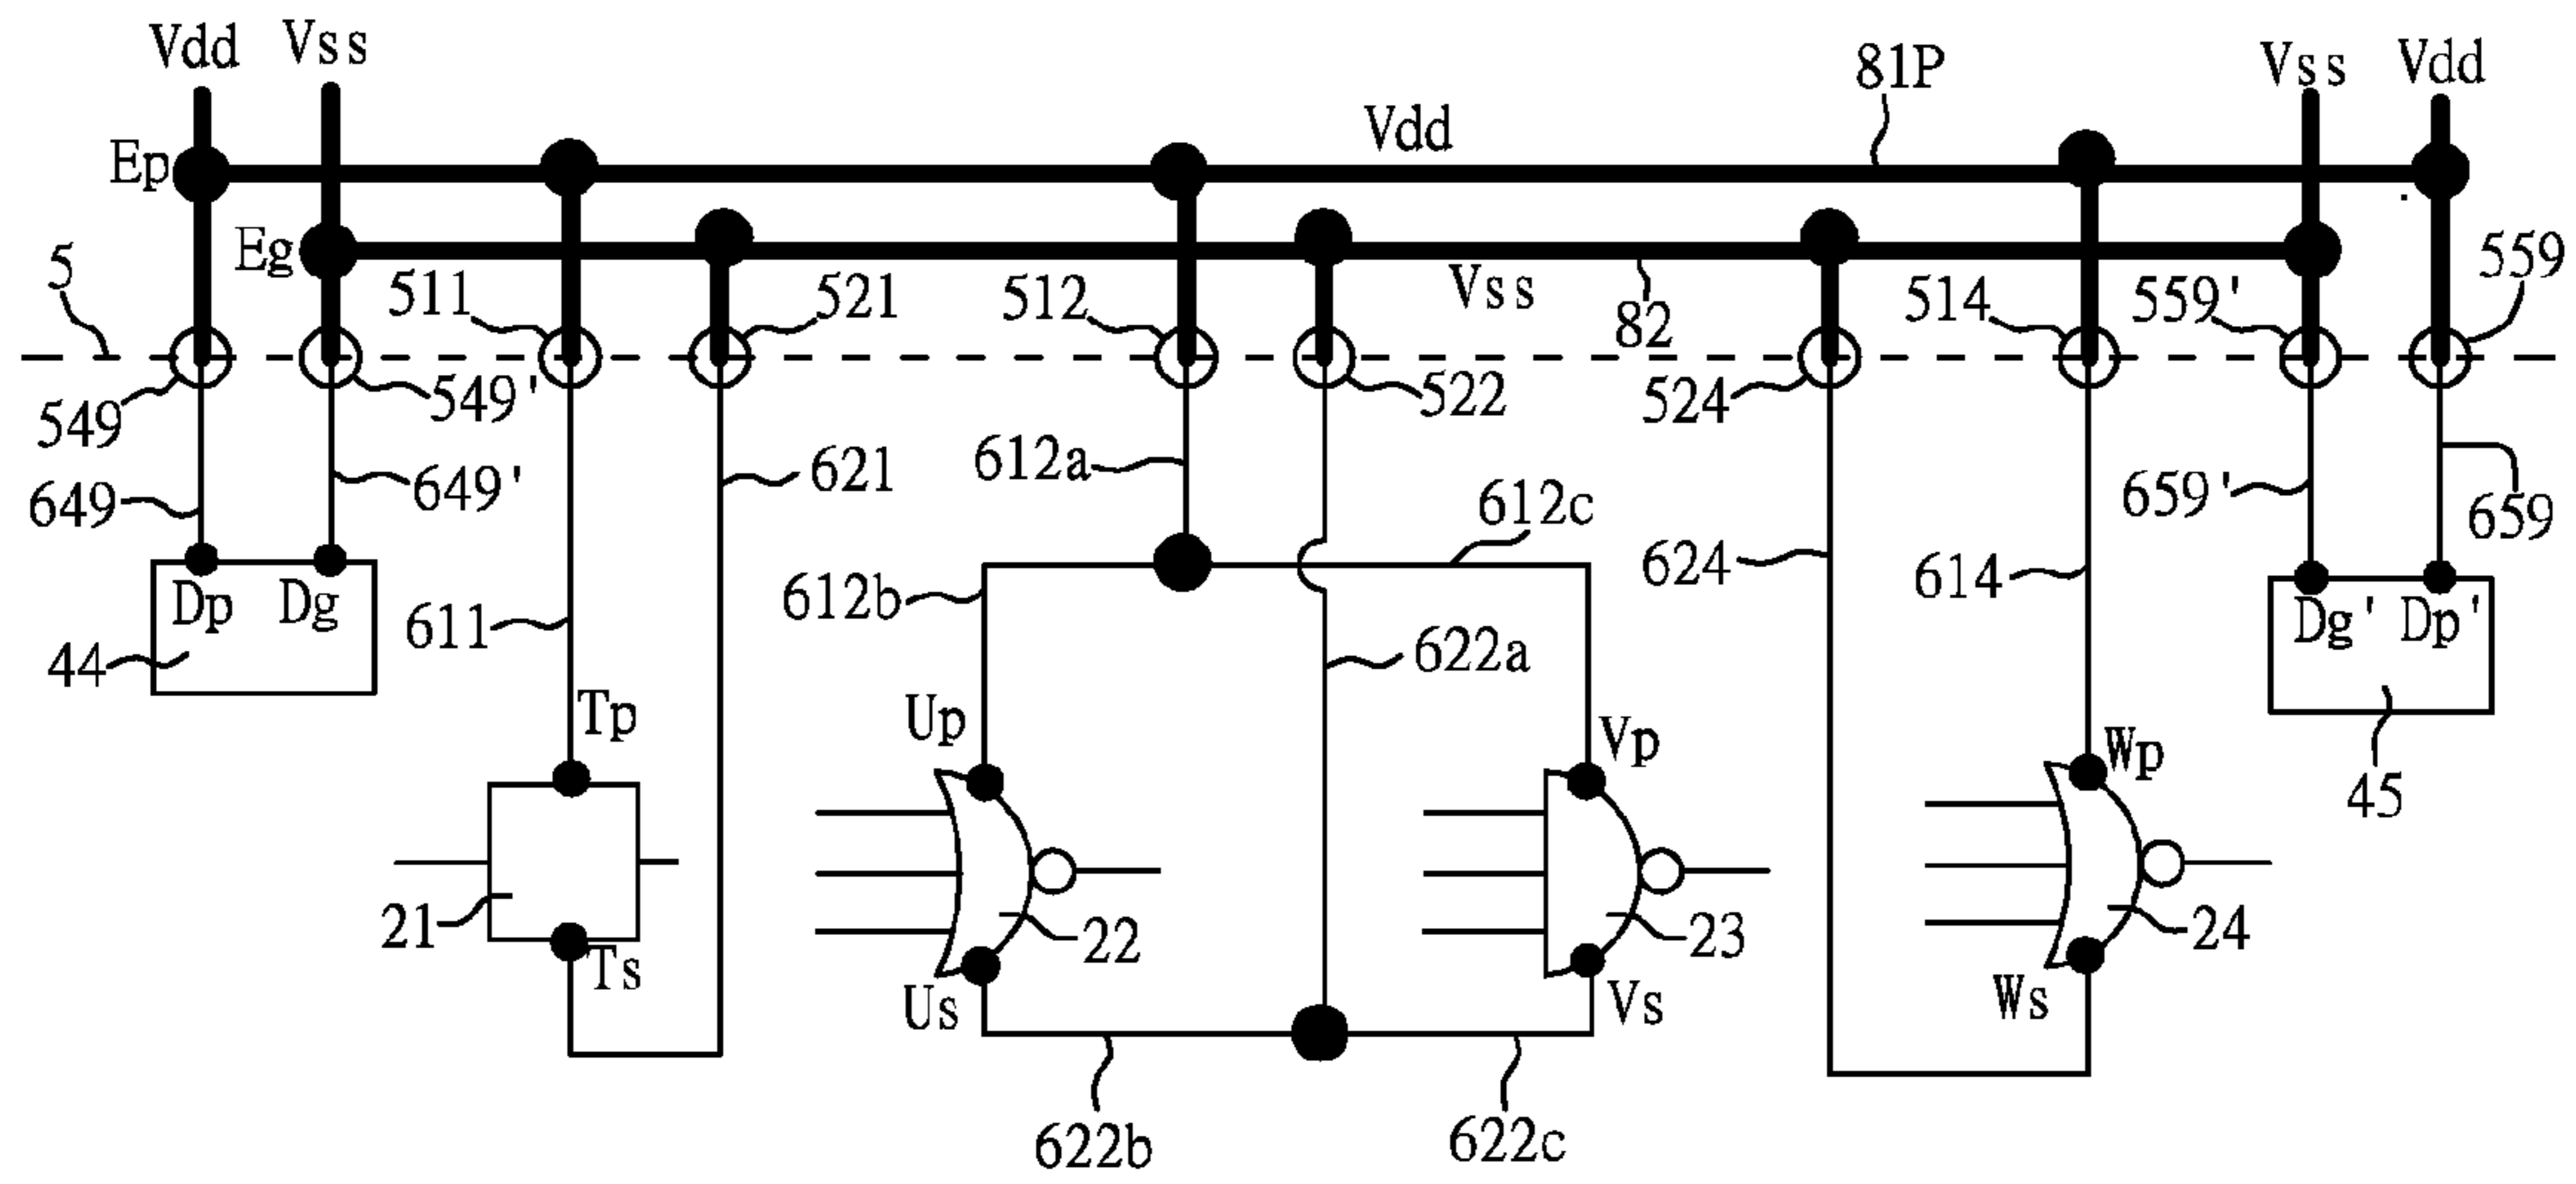 Vdd Vss 81P Vss Vdd
Vdd
Ep
Eg
5 511 521 512 Vss 82 514 559' 559
549 549' 522 524
649 649' 621 612a 612c 659' 659
Dp Dg 612b 624 614 Dg' Dp'
44 611 622a
Tp Up Vp Wp 45
21 22 23 24
Ts Us Vs Ws
622b 622c